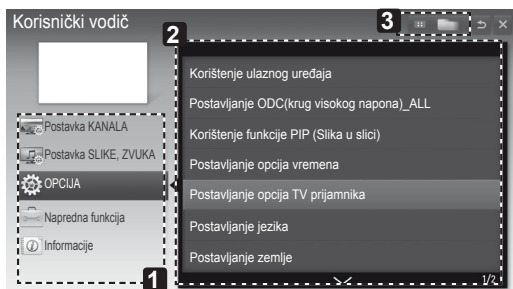 Korisnički vodič
3
2
Korištenje ulaznog uređaja
Postavljanje ODC(krug visokog napona)_ALL
Korištenje funkcije PIP (Slika u slici)
Postavljanje opcija vremena
Postavljanje opcija TV prijamnika
Postavljanje jezika
Postavljanje zemlje
1/2
Postavka KANALA
Postavka SLIKE, ZVUKA
OPCIJA
Napredna funkcija
Informacije
1